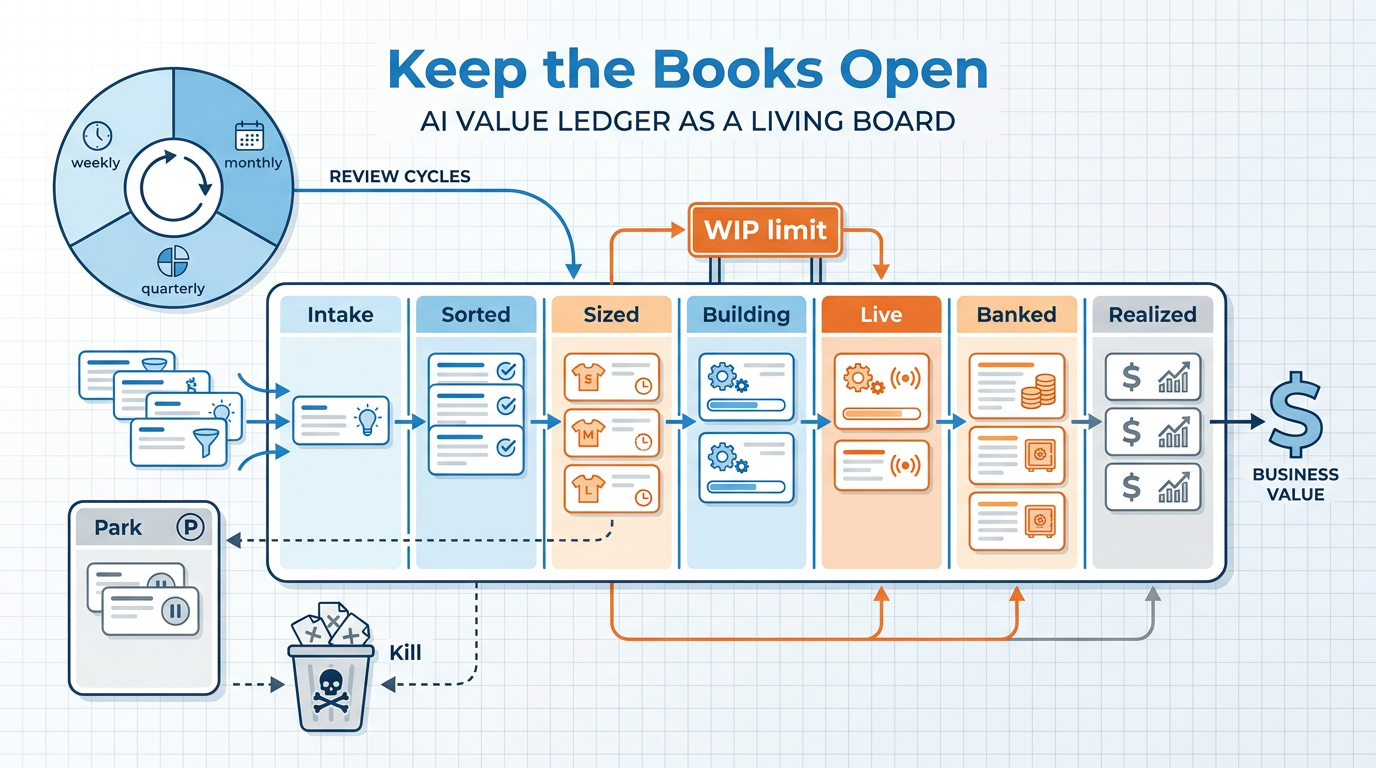 Keep the Books Open
AI VALUE LEDGER AS A LIVING BOARD
weekly
monthly
quarterly
REVIEW CYCLES
WIP limit
Intake
Sorted
Sized
Building
Live
Banked
Realized
S
M
L
$
$
$
$
BUSINESS
VALUE
Park
P
Kill